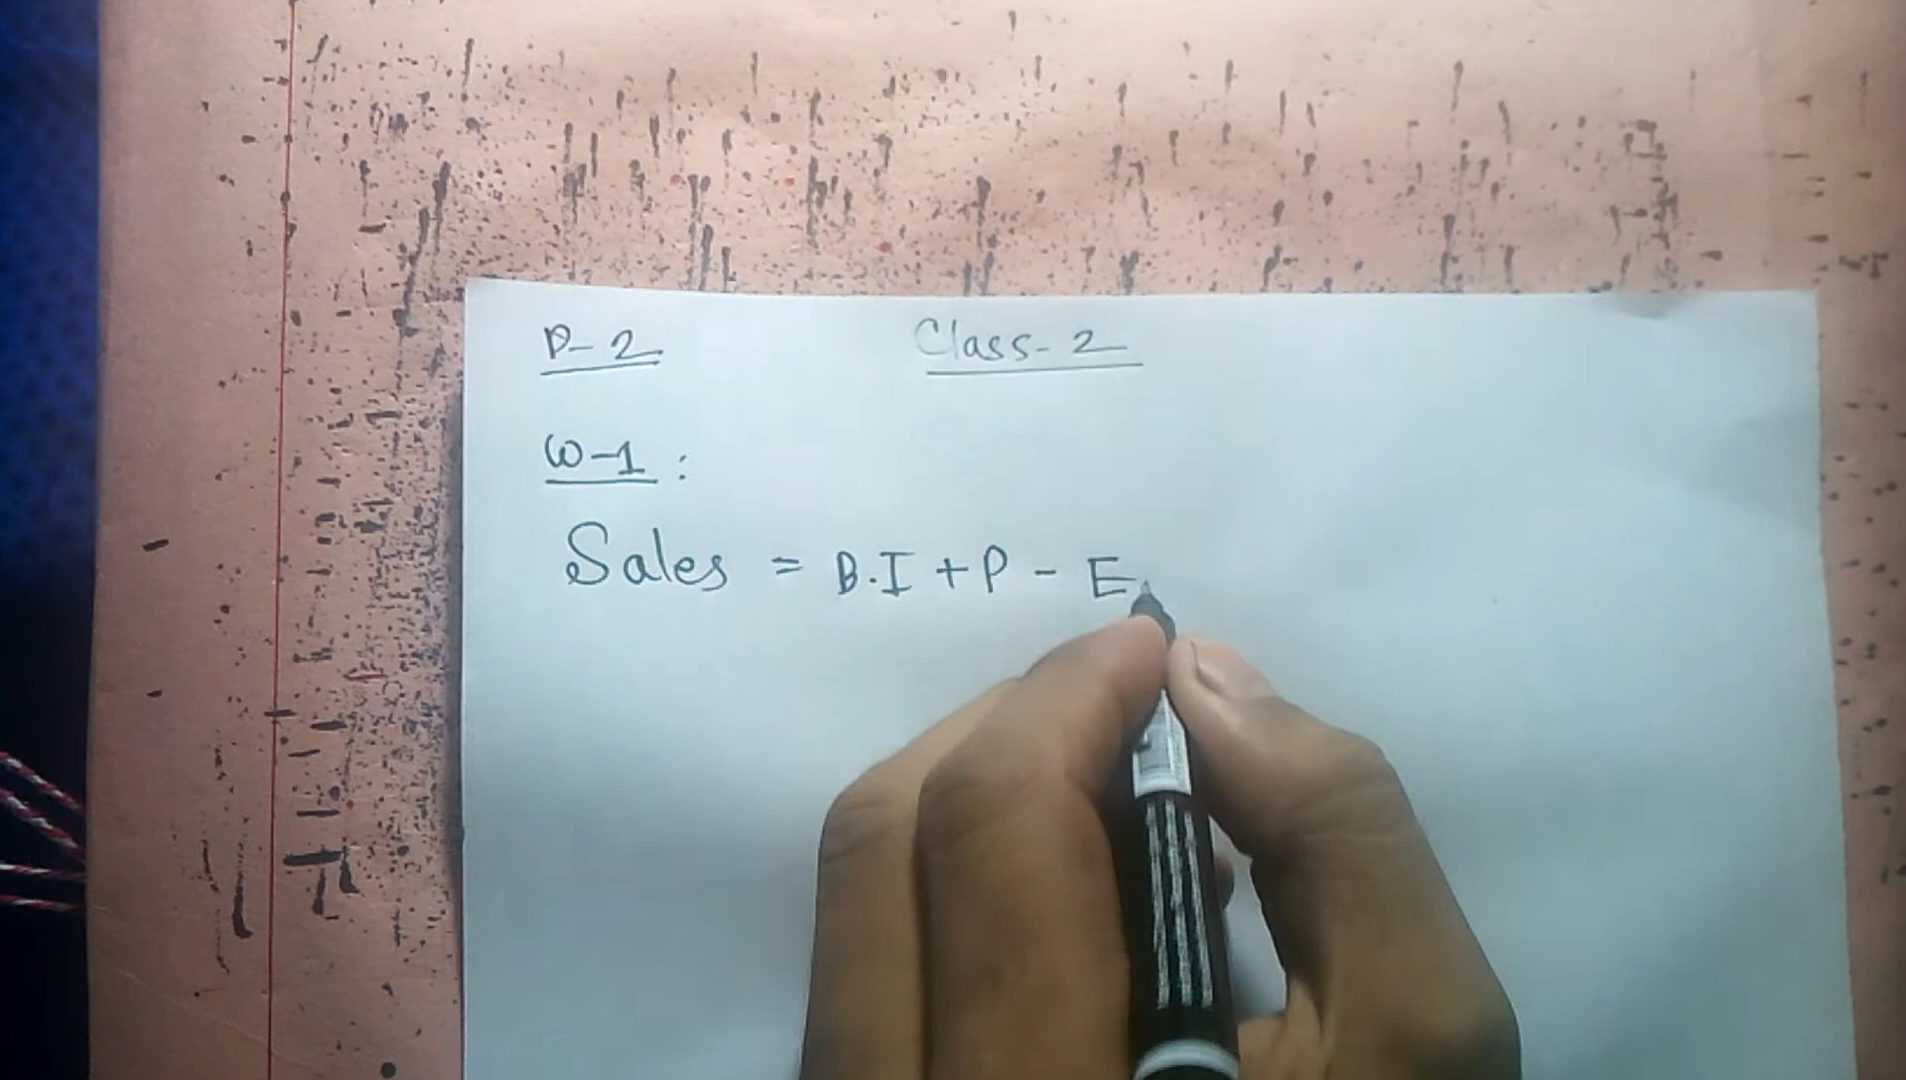 P-2 Class-2
W-1 :
Sales = B.I + P - E.